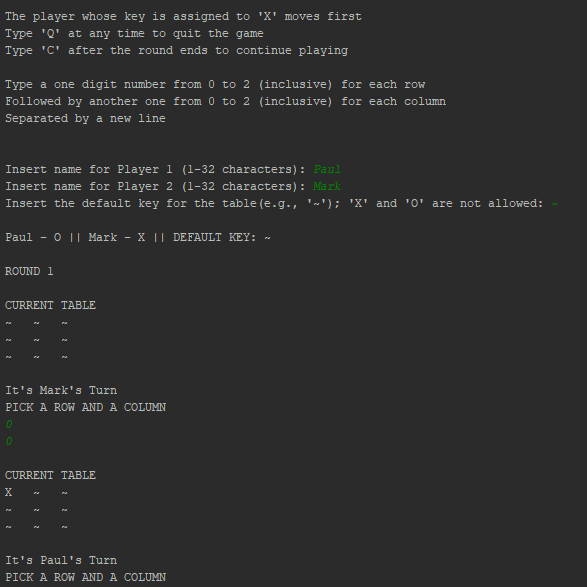 The player whose key is assigned to 'X' moves first
Type 'Q' at any time to quit the game
Type 'C' after the round ends to continue playing
Type a one digit number from 0 to 2 (inclusive) for each row
Followed by another one from 0 to 2 (inclusive) for each column
Separated by a new line
Insert name for Player 1 (1-32 characters): Paul
Insert name for Player 2 (1-32 characters): Mark
Insert the default key for the table(e.g., '~'); 'X' and 'O' are not allowed: ~
Paul - O || Mark - X || DEFAULT KEY: ~
ROUND 1
CURRENT TABLE
~ ~ ~
~ ~ ~
~ ~ ~
It's Mark's Turn
PICK A ROW AND A COLUMN
0
0
CURRENT TABLE
X ~ ~
~ ~ ~
~ ~ ~
It's Paul's Turn
PICK A ROW AND A COLUMN